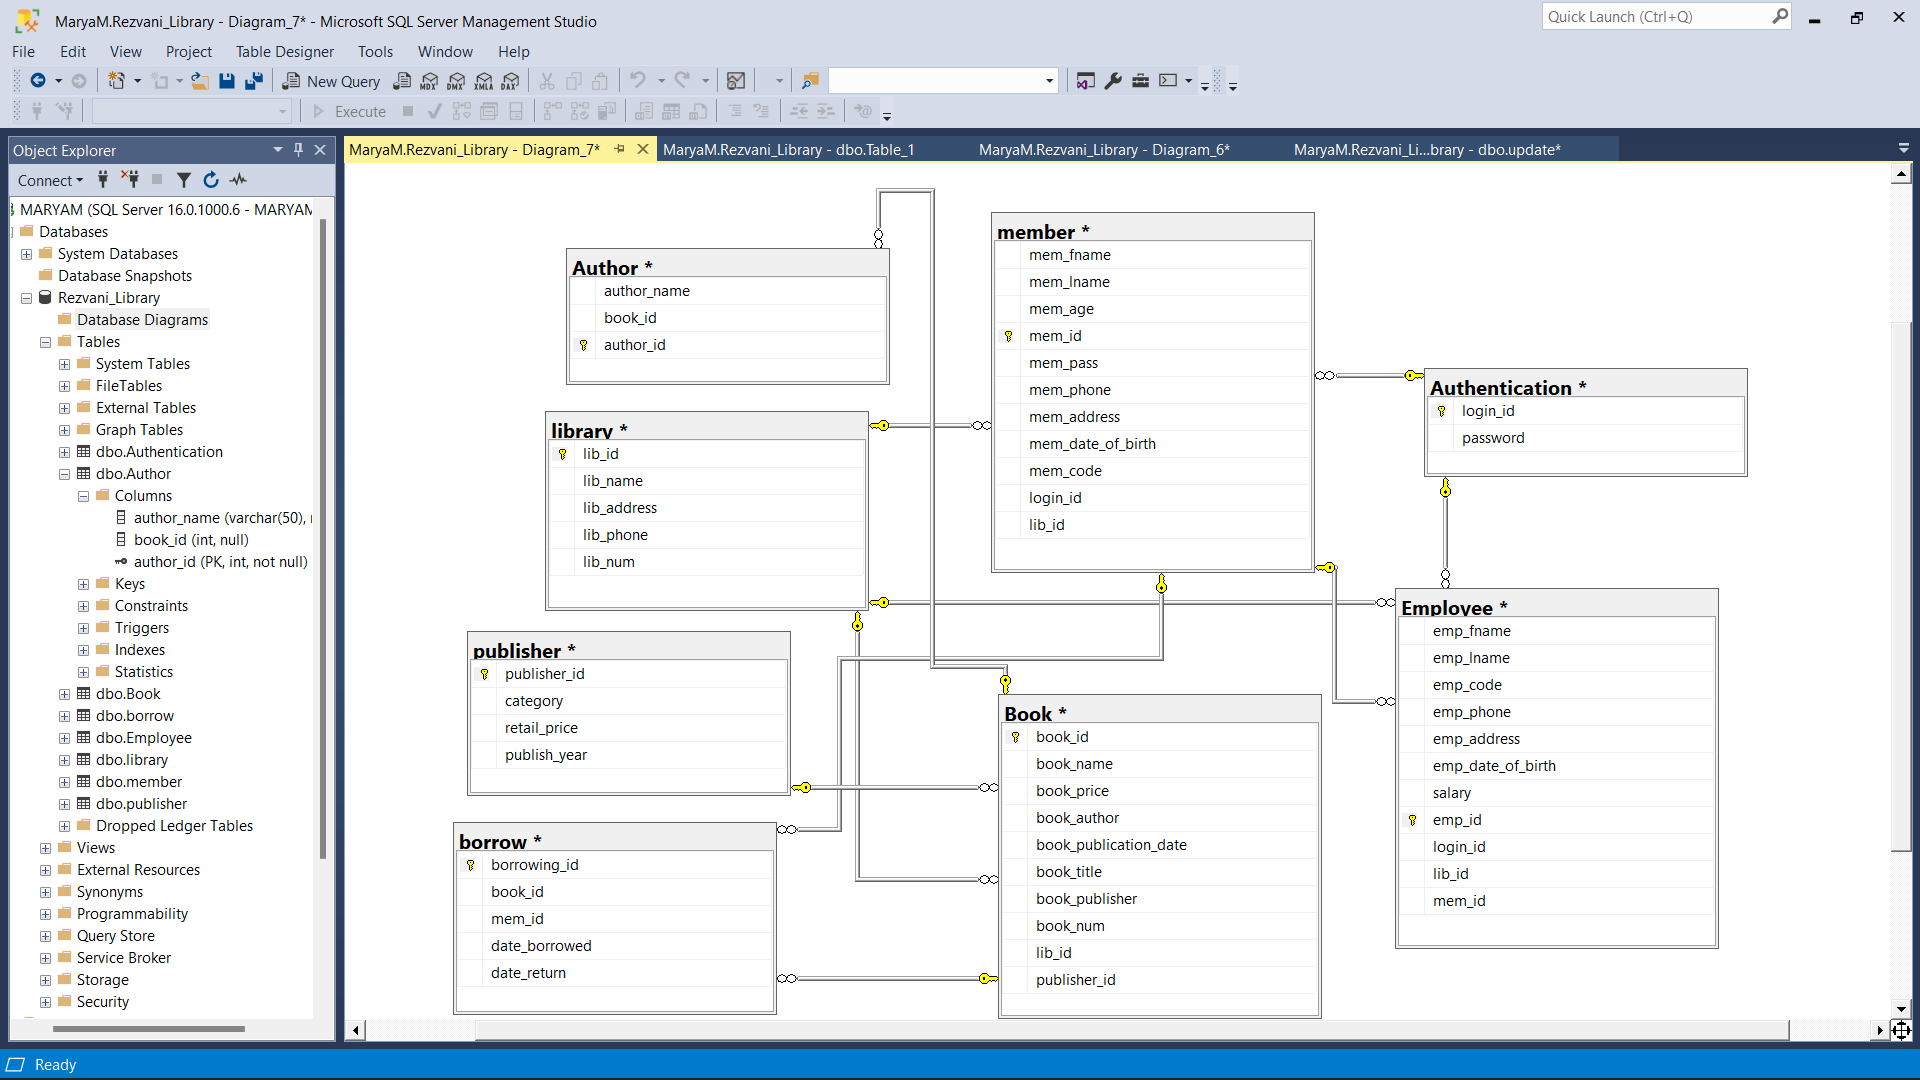 MaryaM.Rezvani_Library - Diagram_7* - Microsoft SQL Server Management Studio
Quick Launch (Ctrl+Q)
File Edit View Project Table Designer Tools Window Help
New Query
MDX DMX XMLA DAX
Execute
Object Explorer
MaryaM.Rezvani_Library - Diagram_7*
MaryaM.Rezvani_Library - dbo.Table_1
MaryaM.Rezvani_Library - Diagram_6*
MaryaM.Rezvani_Li...brary - dbo.update*
Connect
MARYAM (SQL Server 16.0.1000.6 - MARYAM
Databases
System Databases
Database Snapshots
Rezvani_Library
Database Diagrams
Tables
System Tables
FileTables
External Tables
Graph Tables
dbo.Authentication
dbo.Author
Columns
author_name (varchar(50),
book_id (int, null)
author_id (PK, int, not null)
Keys
Constraints
Triggers
Indexes
Statistics
dbo.Book
dbo.borrow
dbo.Employee
dbo.library
dbo.member
dbo.publisher
Dropped Ledger Tables
Views
External Resources
Synonyms
Programmability
Query Store
Service Broker
Storage
Security
Author *
author_name
book_id
author_id
library *
lib_id
lib_name
lib_address
lib_phone
lib_num
publisher *
publisher_id
category
retail_price
publish_year
borrow *
borrowing_id
book_id
mem_id
date_borrowed
date_return
member *
mem_fname
mem_lname
mem_age
mem_id
mem_pass
mem_phone
mem_address
mem_date_of_birth
mem_code
login_id
lib_id
Book *
book_id
book_name
book_price
book_author
book_publication_date
book_title
book_publisher
book_num
lib_id
publisher_id
Authentication *
login_id
password
Employee *
emp_fname
emp_lname
emp_code
emp_phone
emp_address
emp_date_of_birth
salary
emp_id
login_id
lib_id
mem_id
Ready